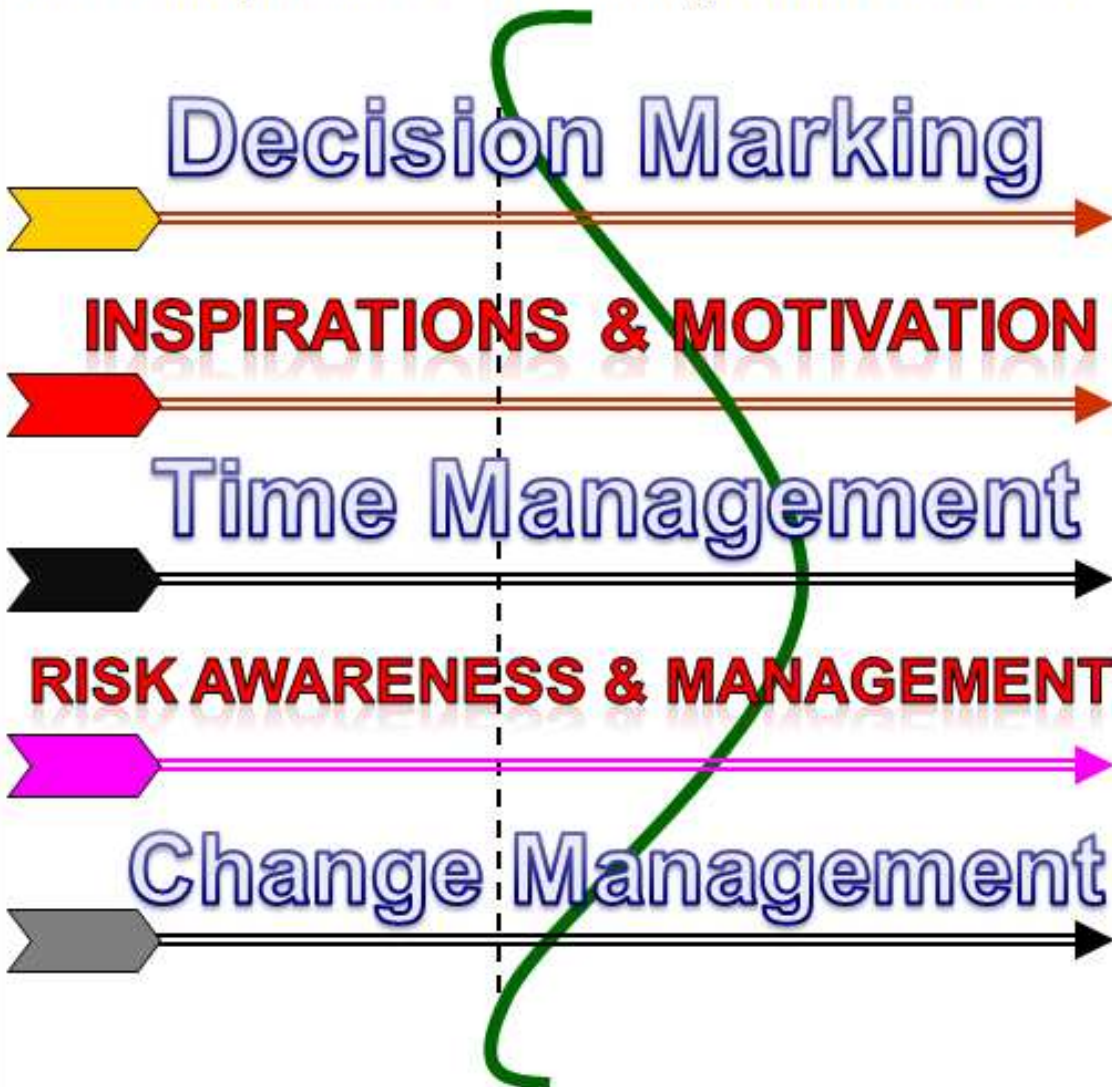 Decision Marking
INSPIRATIONS & MOTIVATION
Time Management
RISK AWARENESS & MANAGEMENT
Change Management